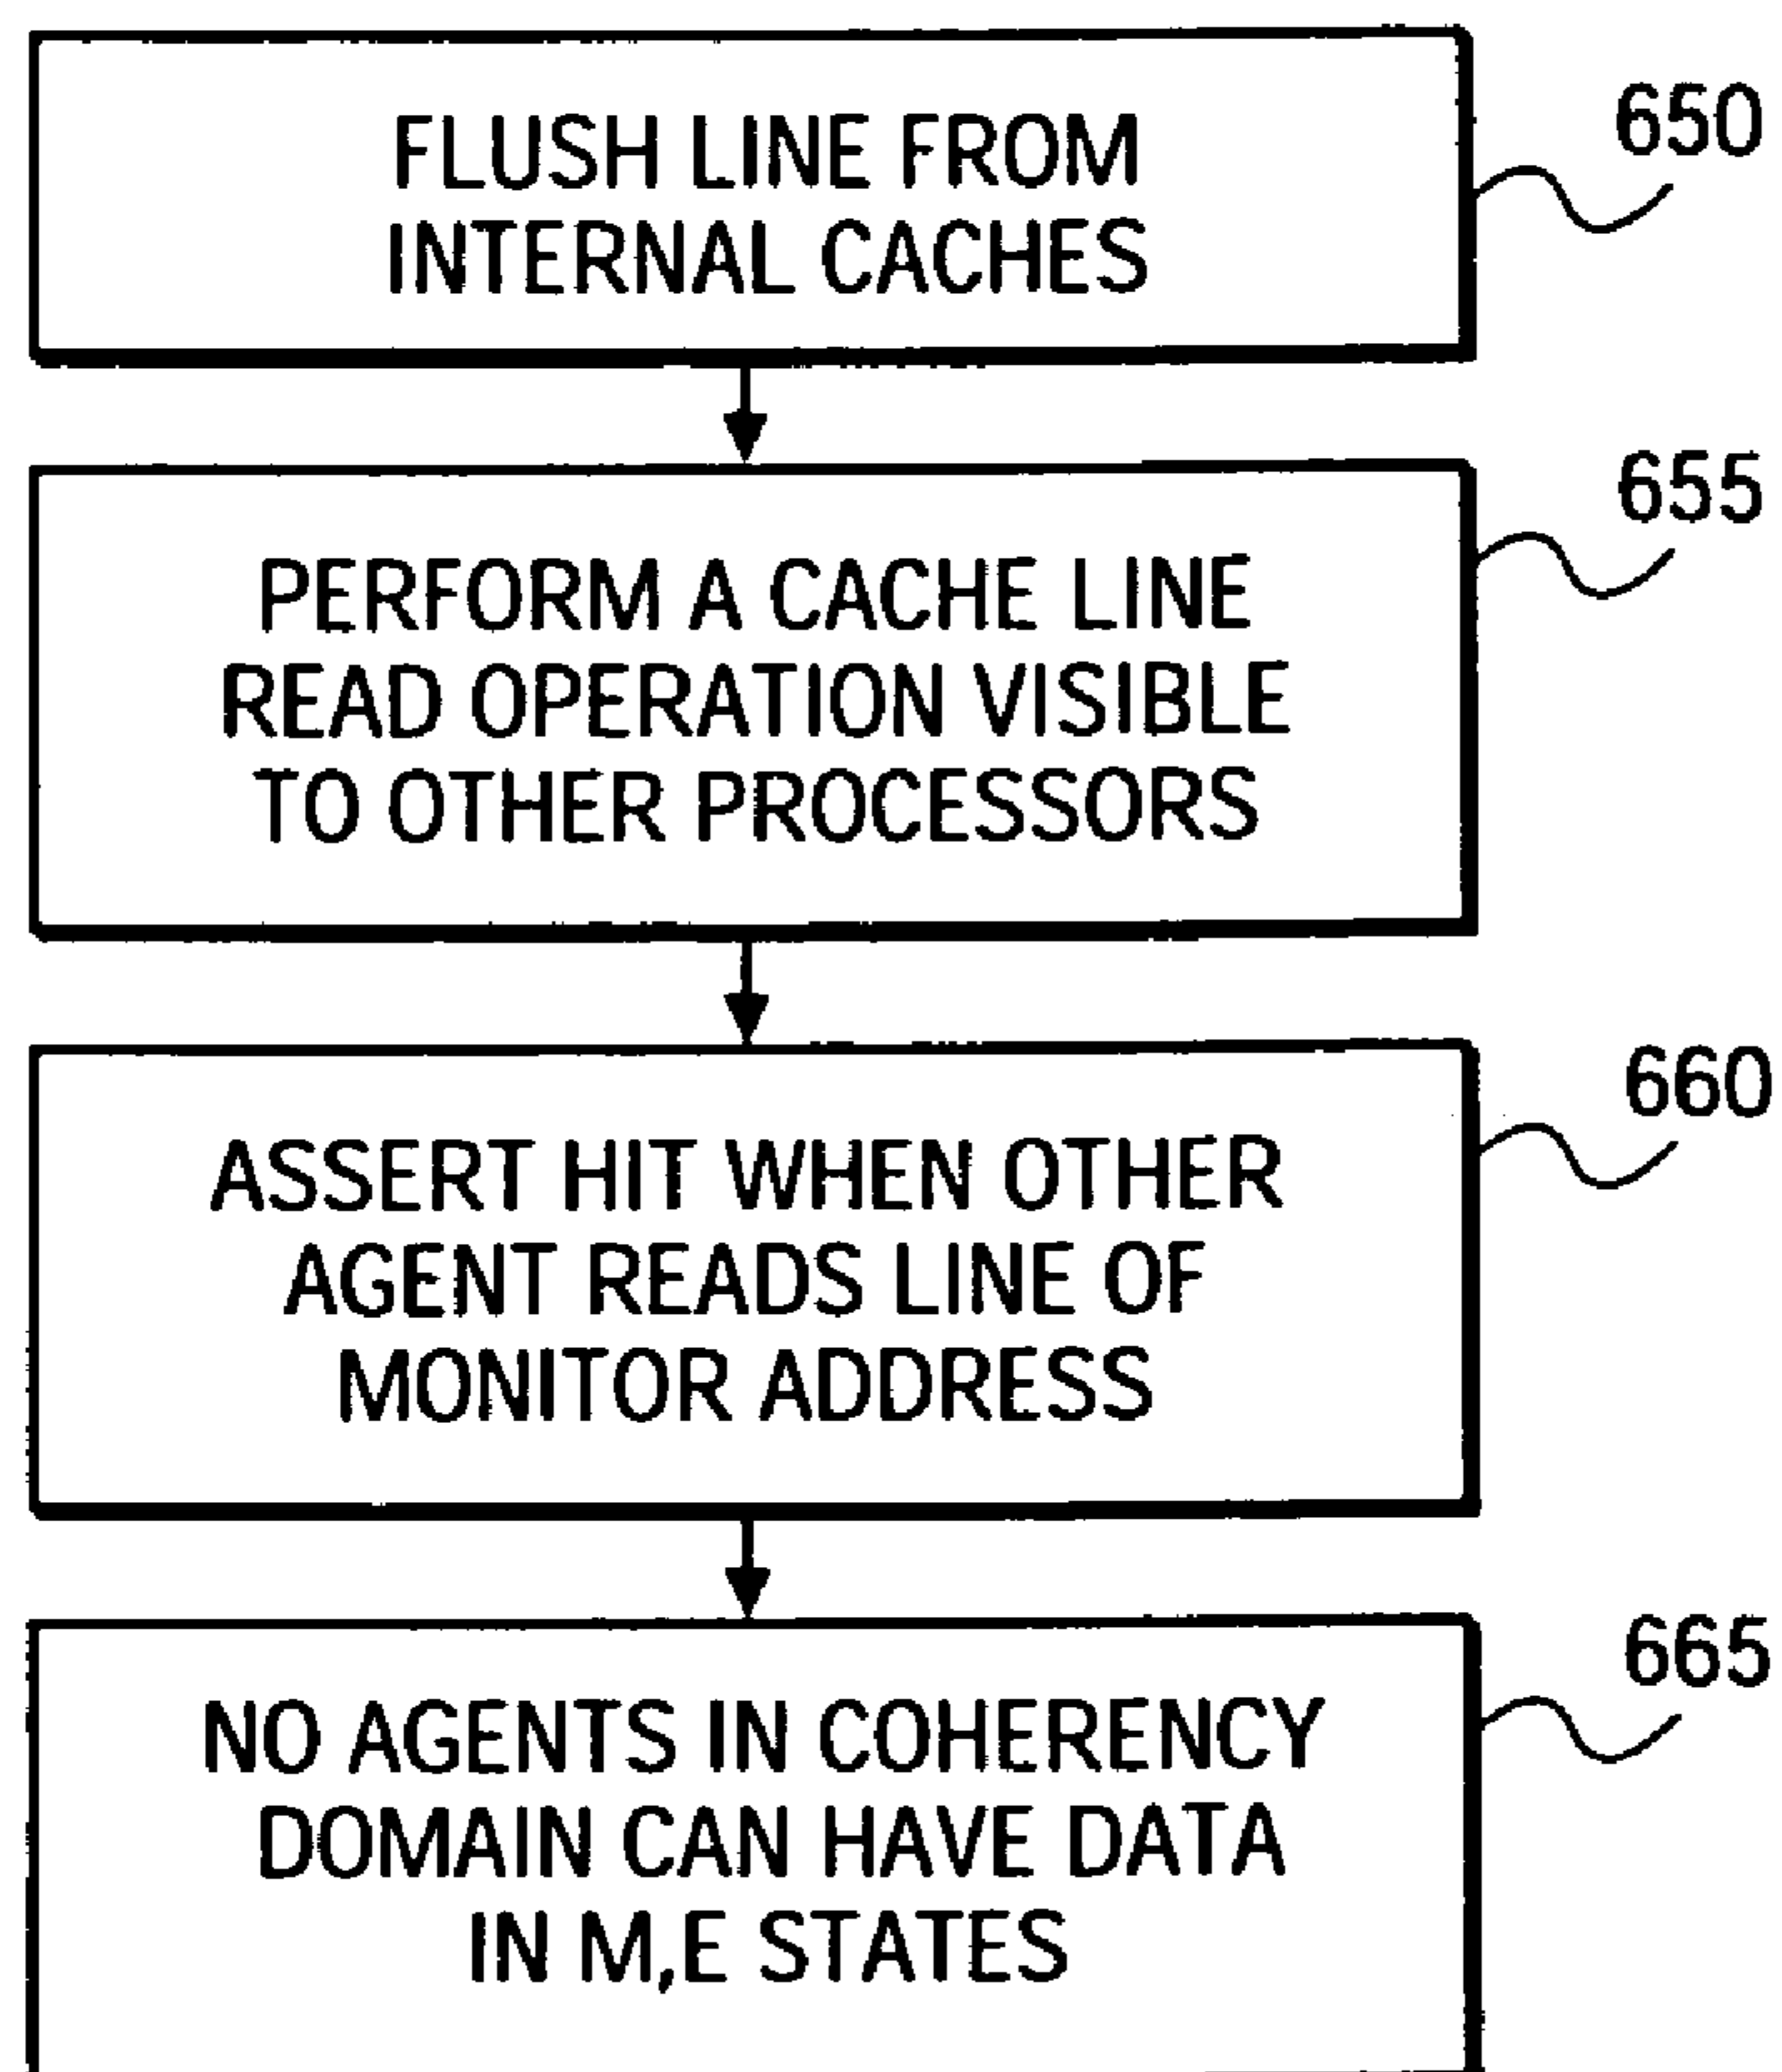 FLUSH LINE FROM
INTERNAL CACHES
650
PERFORM A CACHE LINE
READ OPERATION VISIBLE
TO OTHER PROCESSORS
655
ASSERT HIT WHEN OTHER
AGENT READS LINE OF
MONITOR ADDRESS
660
NO AGENTS IN COHERENCY
DOMAIN CAN HAVE DATA
IN M,E STATES
665